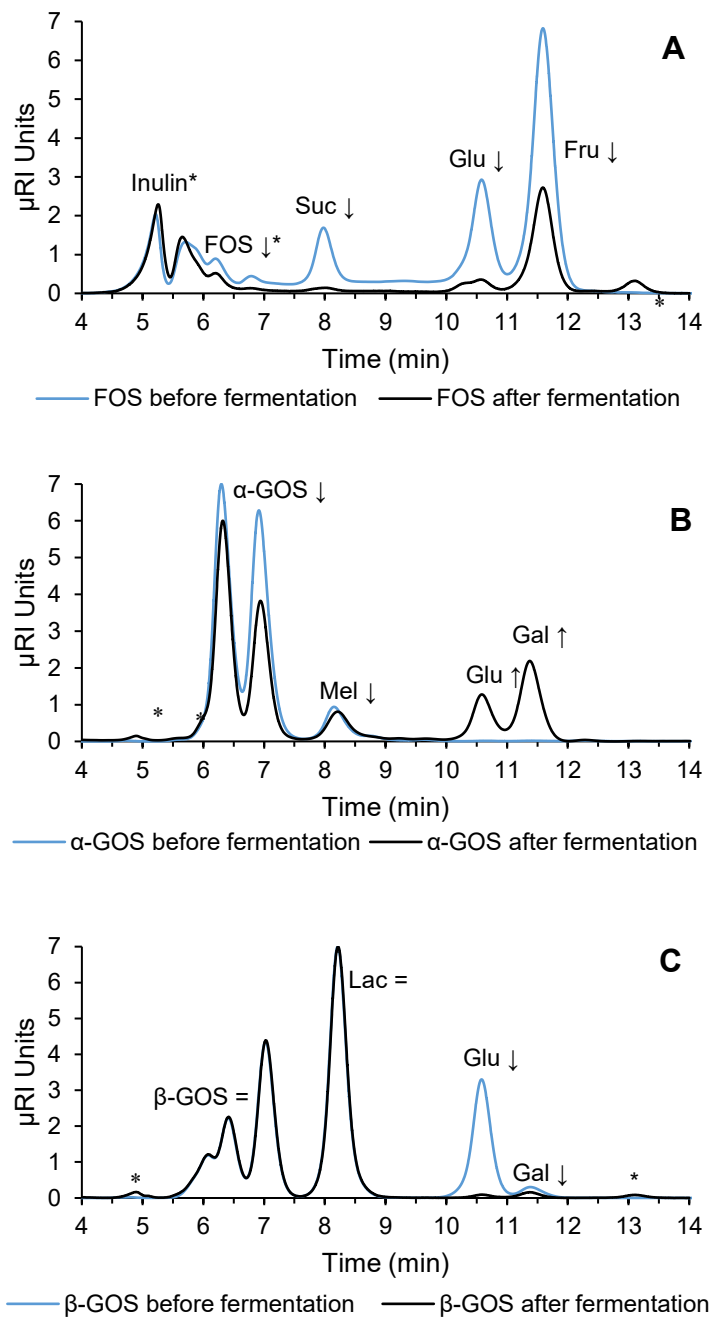 A
7
6
5
4
3
2
1
0
μRI Units
Inulin*
FOS ↓*
Suc ↓
Glu ↓
Fru ↓
*
4 5 6 7 8 9 10 11 12 13 14
Time (min)
FOS before fermentation FOS after fermentation
B
7
6
5
4
3
2
1
0
μRI Units
α-GOS ↓
* *
Mel ↓
Glu ↑
Gal ↑
4 5 6 7 8 9 10 11 12 13 14
Time (min)
α-GOS before fermentation α-GOS after fermentation
C
7
6
5
4
3
2
1
0
μRI Units
Lac =
β-GOS =
Glu ↓
Gal ↓
* *
4 5 6 7 8 9 10 11 12 13 14
Time (min)
β-GOS before fermentation β-GOS after fermentation